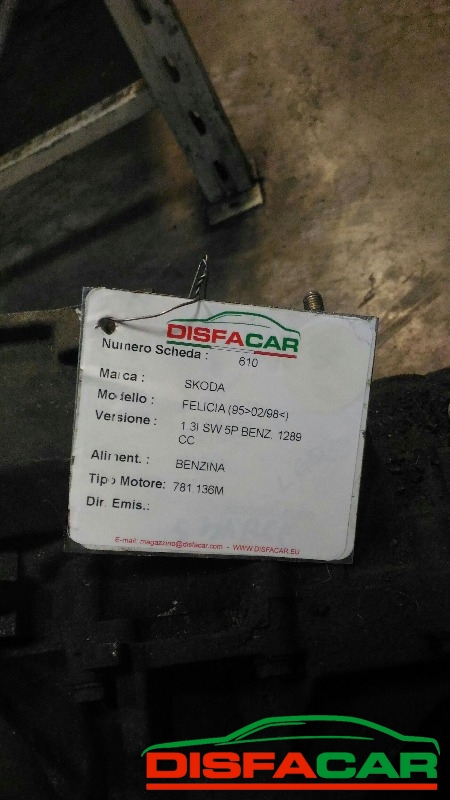 DISFACAR
Numero Scheda : 610
Marca : SKODA
Modello : FELICIA (95>02/98<)
Versione : 1.3I SW 5P BENZ. 1289
CC
Aliment. : BENZINA
Tipo Motore: 781.136M
Dir. Emis.:
E-mail: magazzino@disfacar.com - WWW.DISFACAR.EU
DISFACAR